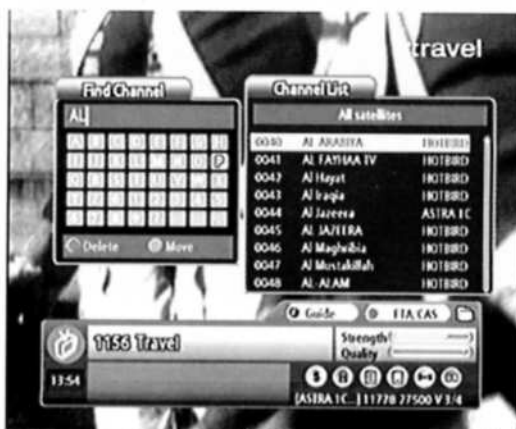 travel
Find Channel
AL
A B C D E F G H
I J K L M N O P
Q R S T U V W X
Delete
Move
Channel List
All satellites
0040 AL ARABIYA HOTBIRD
0041 AL FAYHAA TV HOTBIRD
0042 Al Hayat HOTBIRD
0043 Al Iraqia HOTBIRD
0044 Al Jazeera ASTRA 1C
0045 AL JAZEERA HOTBIRD
0046 Al Maghribia HOTBIRD
0047 Al Mustakillah HOTBIRD
0048 AL-ALAM HOTBIRD
Guide
FTA, CAS
1156 Travel
Strength
Quality
13:54
[ASTRA 1C...] 11778 27500 V 3/4